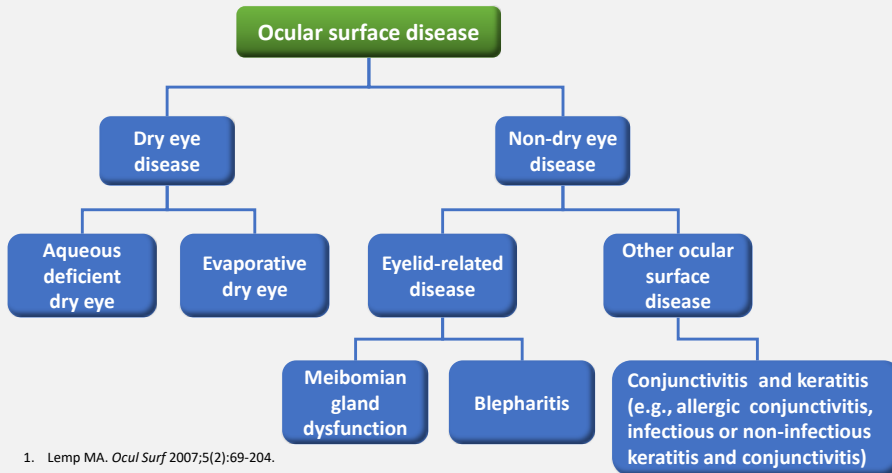 Ocular surface disease
Dry eye
disease
Non-dry eye
disease
Aqueous
deficient
dry eye
Evaporative
dry eye
Eyelid-related
disease
Other ocular
surface
disease
Meibomian
gland
dysfunction
Blepharitis
Conjunctivitis and keratitis
(e.g., allergic conjunctivitis,
infectious or non-infectious
keratitis and conjunctivitis)
1. Lemp MA. Ocul Surf 2007;5(2):69-204.